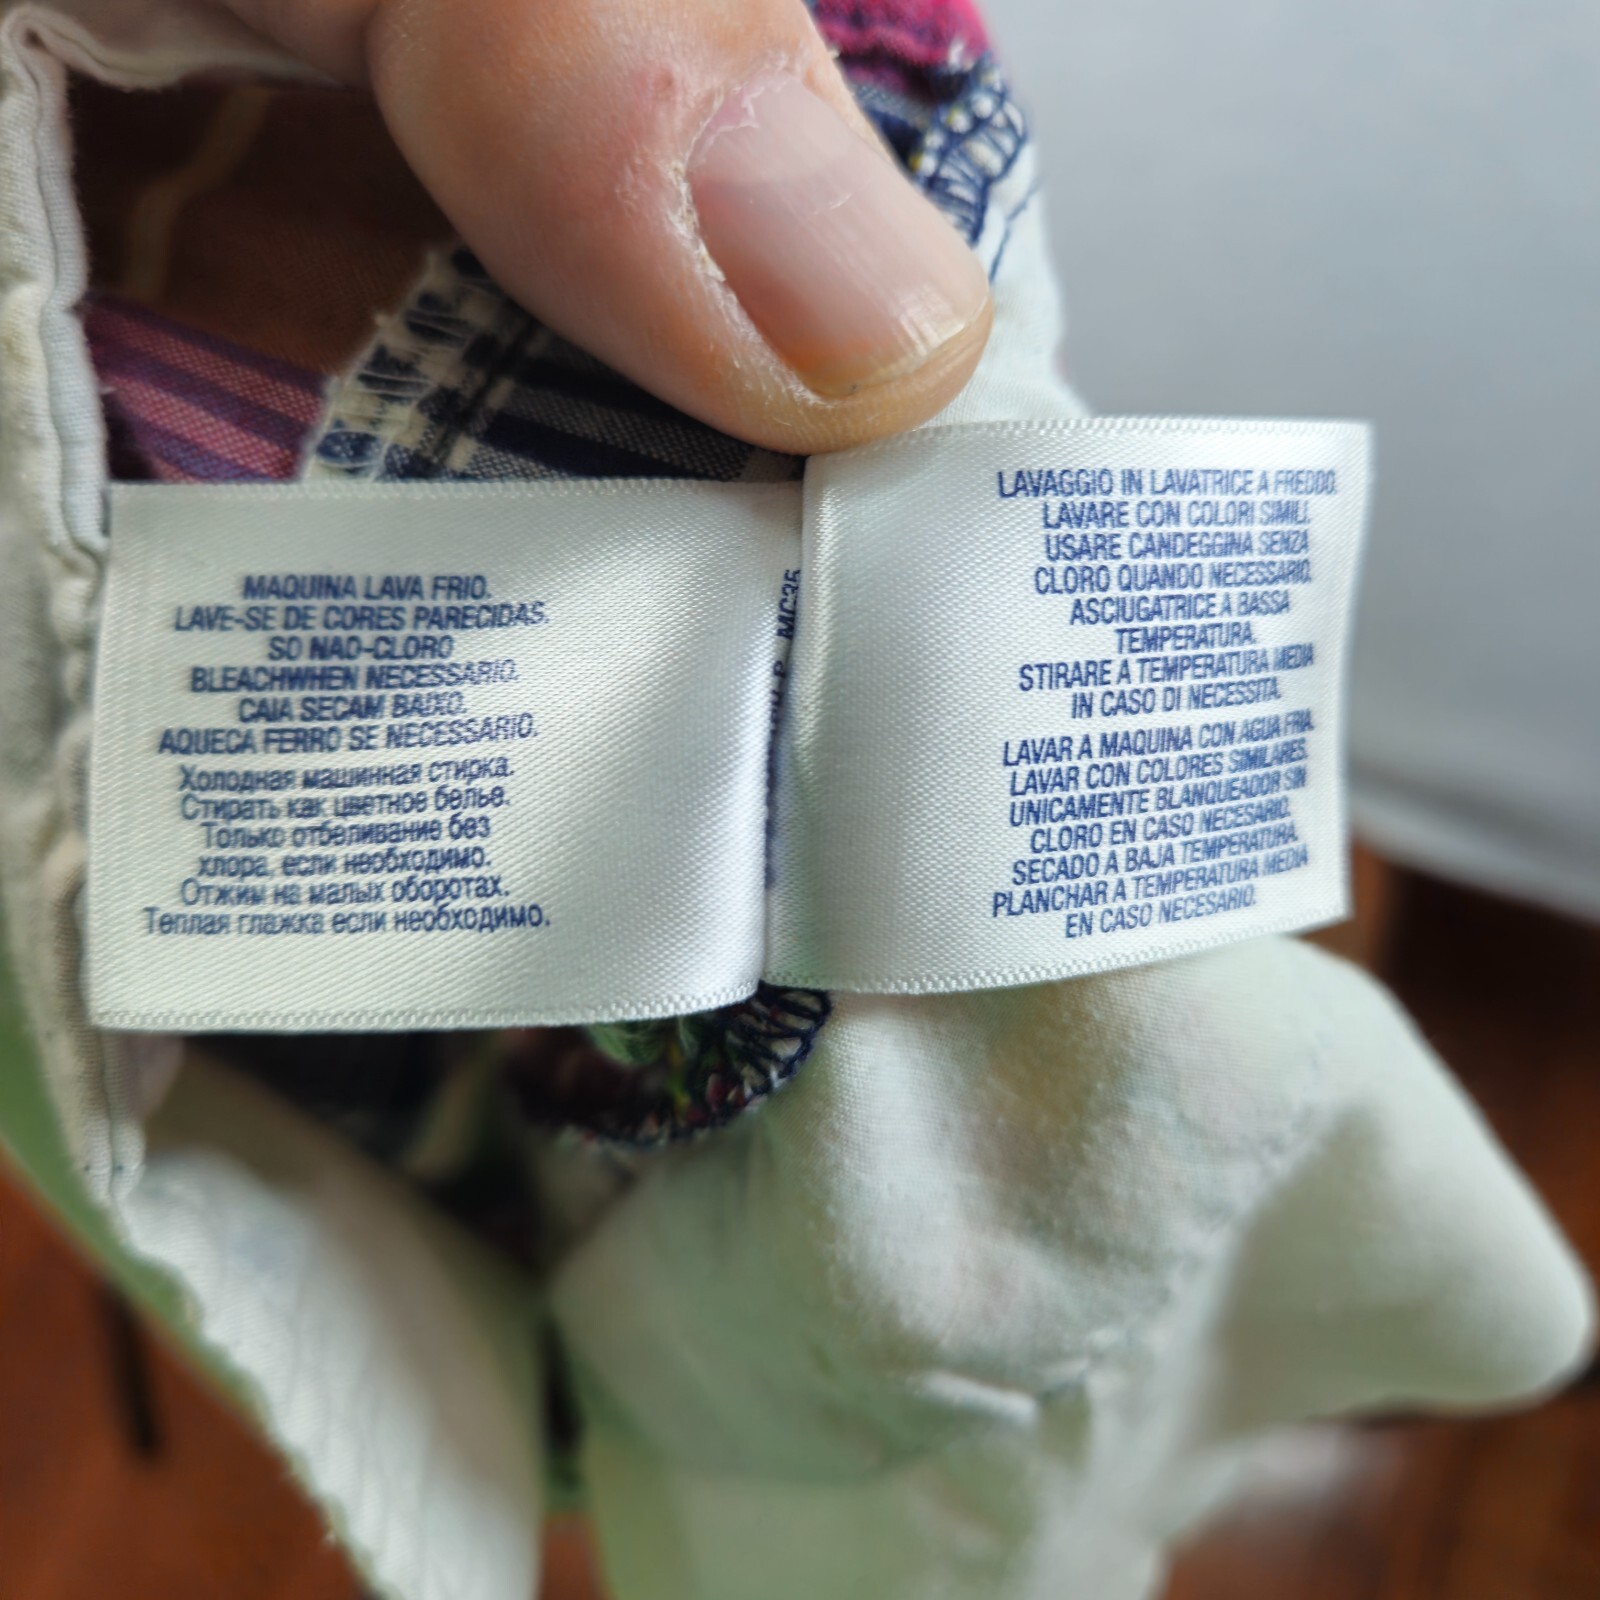 MAQUINA LAVA FRIO.
LAVE-SE DE CORES PARECIDAS.
SO NAO-CLORO
BLEACHWHEN NECESSARIO.
CAIA SECAM BAIXO.
AQUECA FERRO SE NECESSARIO.
Холодная машинная стирка.
Стирать как цветное белье.
Только отбеливание без
хлора, если необходимо.
Отжим на малых оборотах.
Теплая глажка если необходимо.
MC35
LAVAGGIO IN LAVATRICE A FREDDO.
LAVARE CON COLORI SIMILI.
USARE CANDEGGINA SENZA
CLORO QUANDO NECESSARIO.
ASCIUGATRICE A BASSA
TEMPERATURA.
STIRARE A TEMPERATURA MEDIA
IN CASO DI NECESSITA.
LAVAR A MAQUINA CON AGUA FRIA.
LAVAR CON COLORES SIMILARES.
UNICAMENTE BLANQUEADOR SIN
CLORO EN CASO NECESARIO.
SECADO A BAJA TEMPERATURA.
PLANCHAR A TEMPERATURA MEDIA
EN CASO NECESARIO.